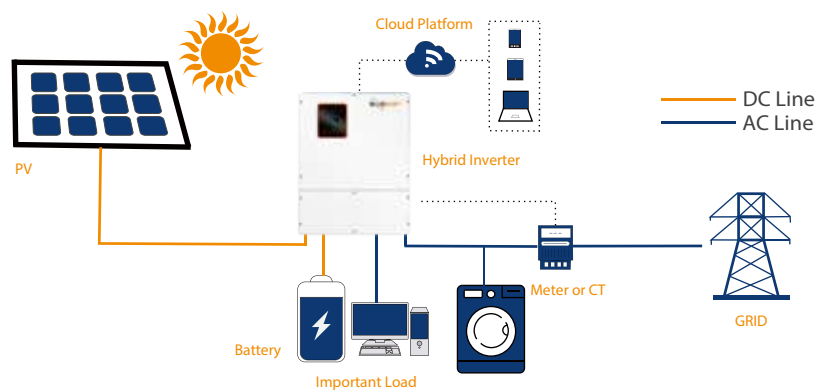 Cloud Platform
DC Line
AC Line
Hybrid Inverter
PV
Meter or CT
GRID
Battery
Important Load